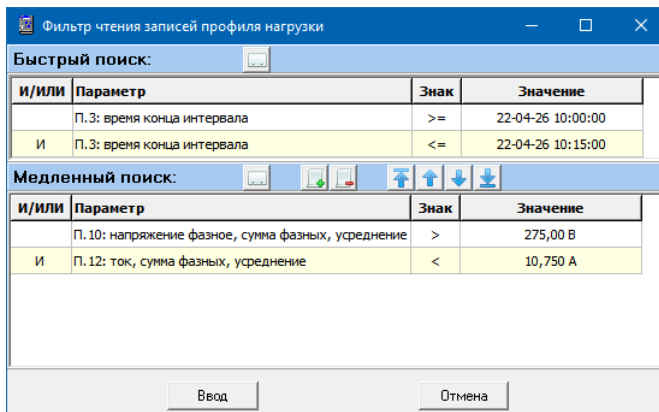 Фильтр чтения записей профиля нагрузки
Быстрый поиск: ...
И/ИЛИ Параметр Знак Значение
П.3: время конца интервала >= 22-04-26 10:00:00
И П.3: время конца интервала <= 22-04-26 10:15:00
Медленный поиск: ...
И/ИЛИ Параметр Знак Значение
П.10: напряжение фазное, сумма фазных, усреднение > 275,00 В
И П.12: ток, сумма фазных, усреднение < 10,750 А
Ввод Отмена